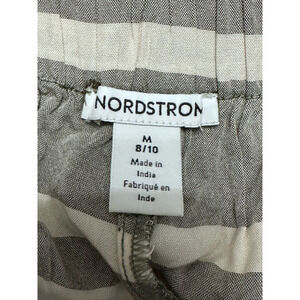 NORDSTROM
M
8/10
Made in
India
Fabriqué en
Inde